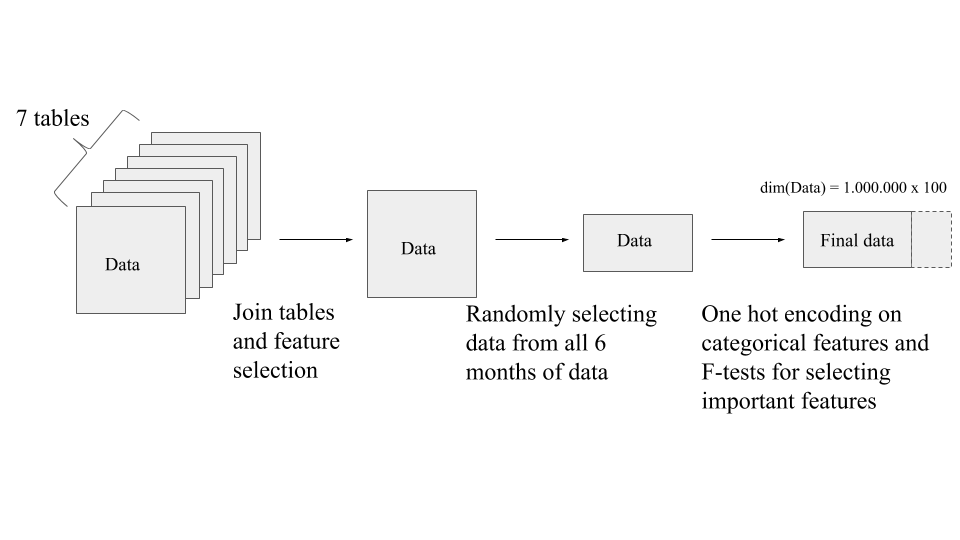 7 tables
Data
Join tables
and feature
selection
Data
Randomly selecting
data from all 6
months of data
Data
One hot encoding on
categorical features and
F-tests for selecting
important features
dim(Data) = 1.000.000 x 100
Final data